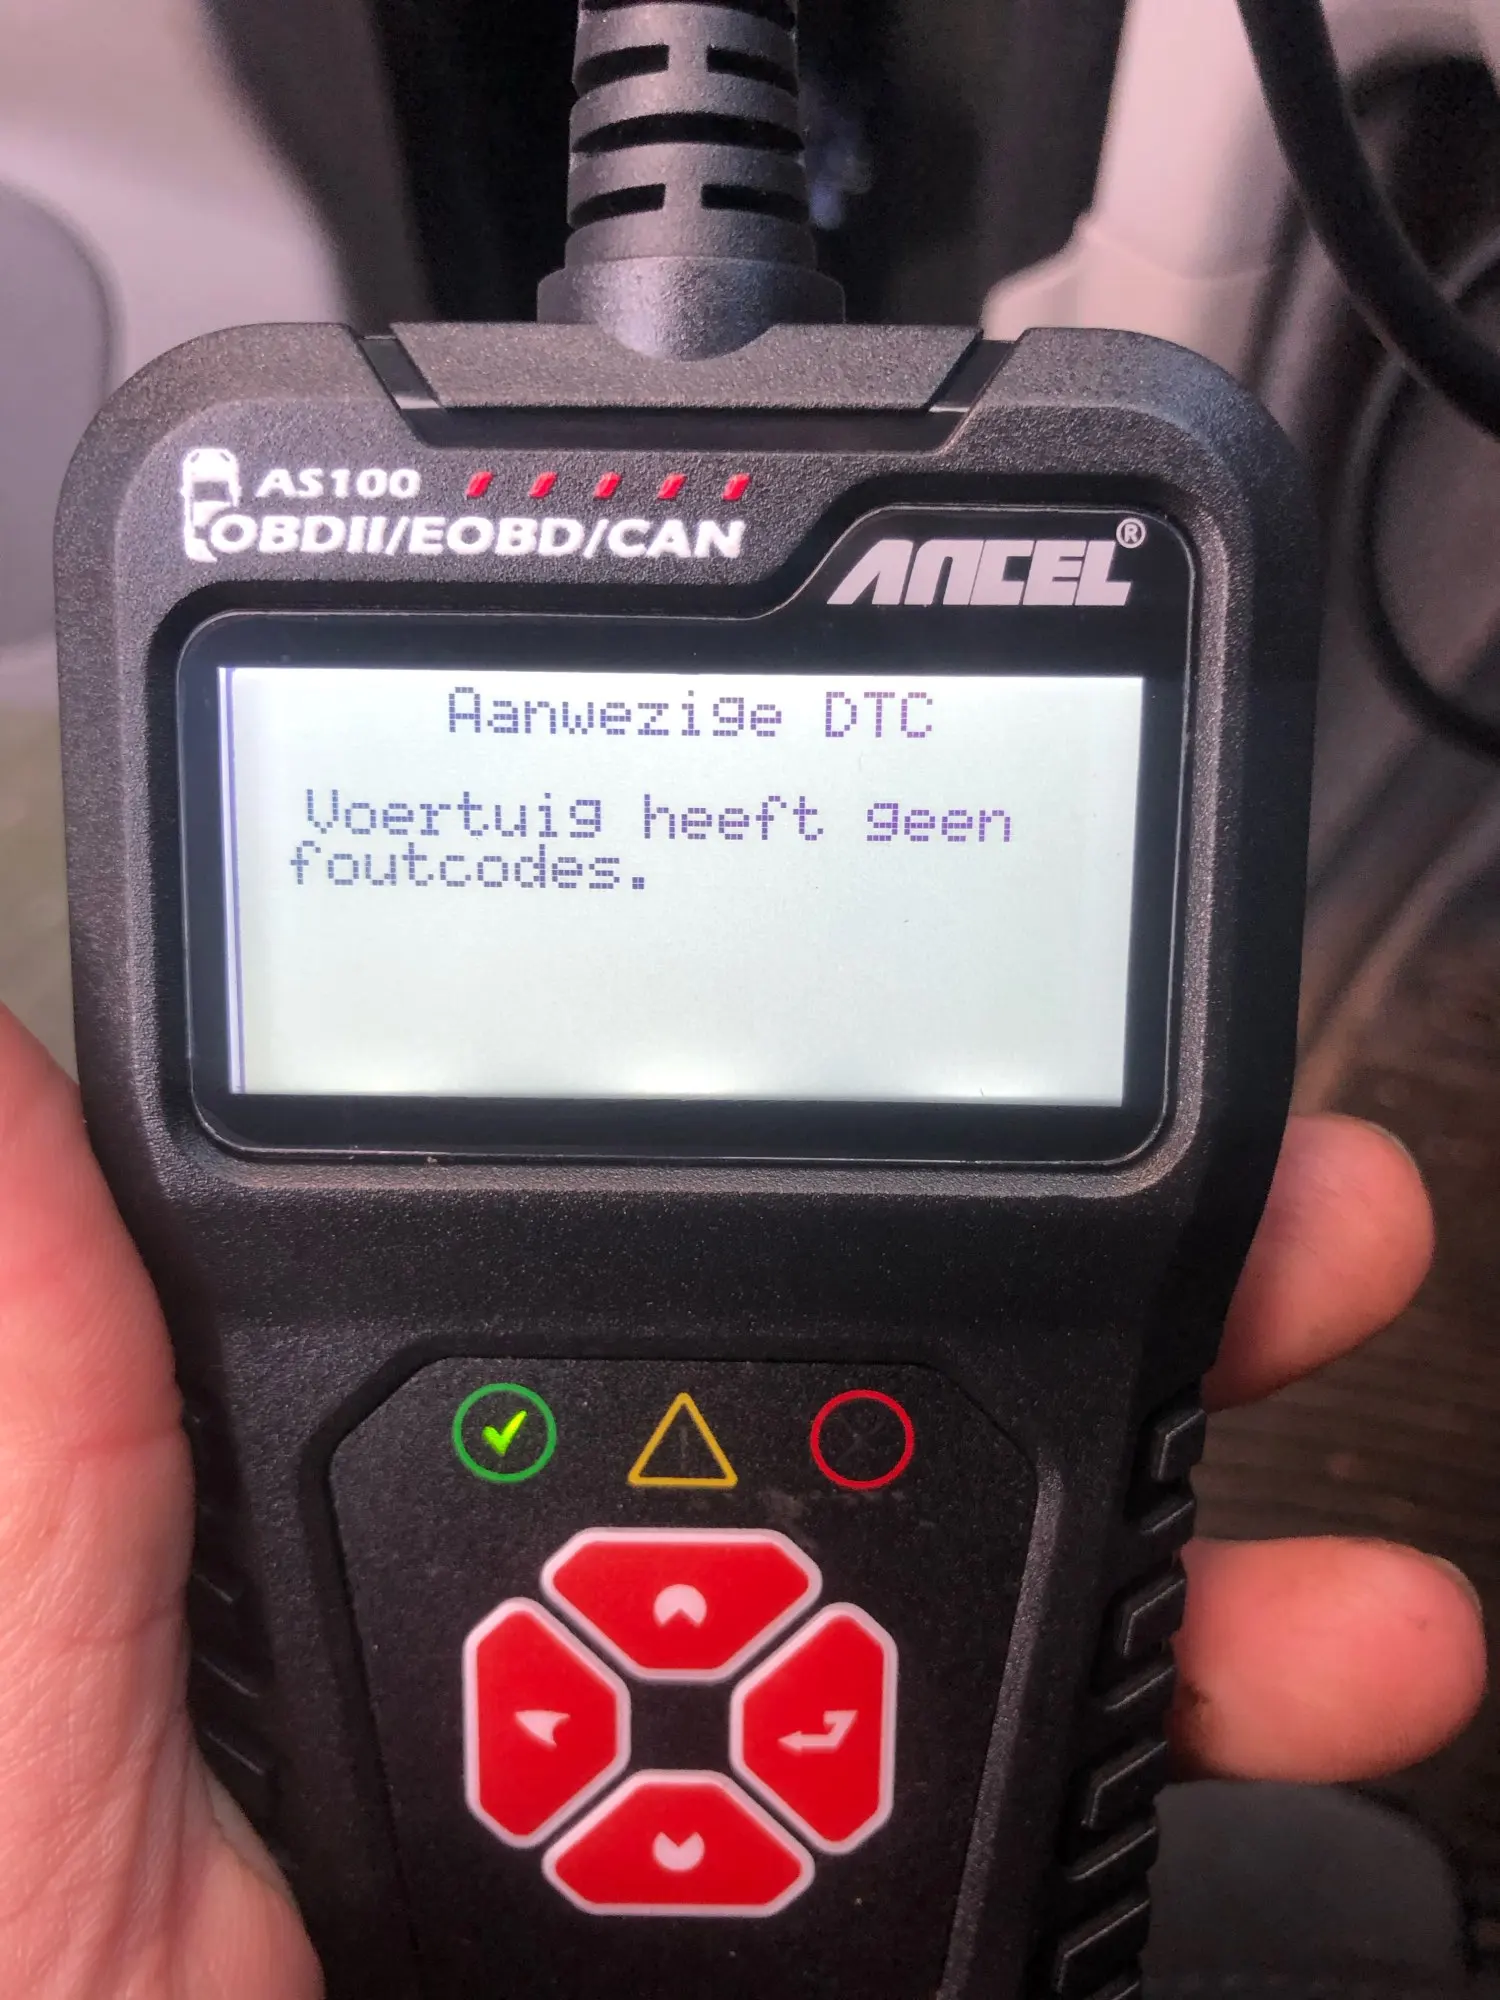 AS100
OBDII/EOBD/CAN
ANCEL®
Aanwezige DTC
Voertuig heeft geen
foutcodes.